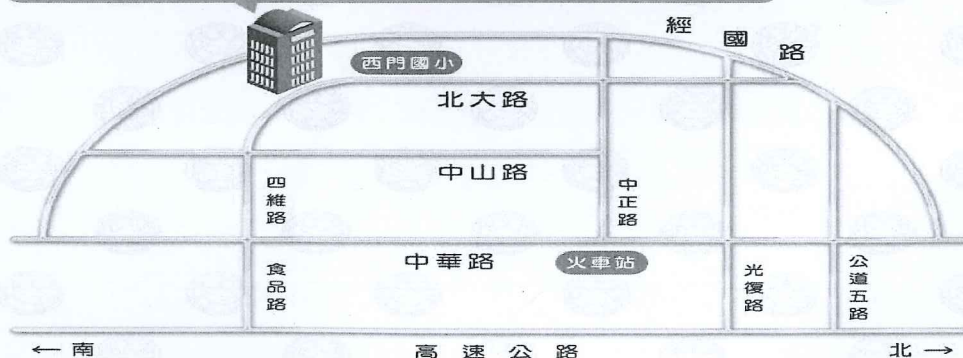 經國路
西門國小
北大路
中山路
四維路
中正路
中華路
火車站
食品路
光復路
公道五路
← 南
高速公路
北 →